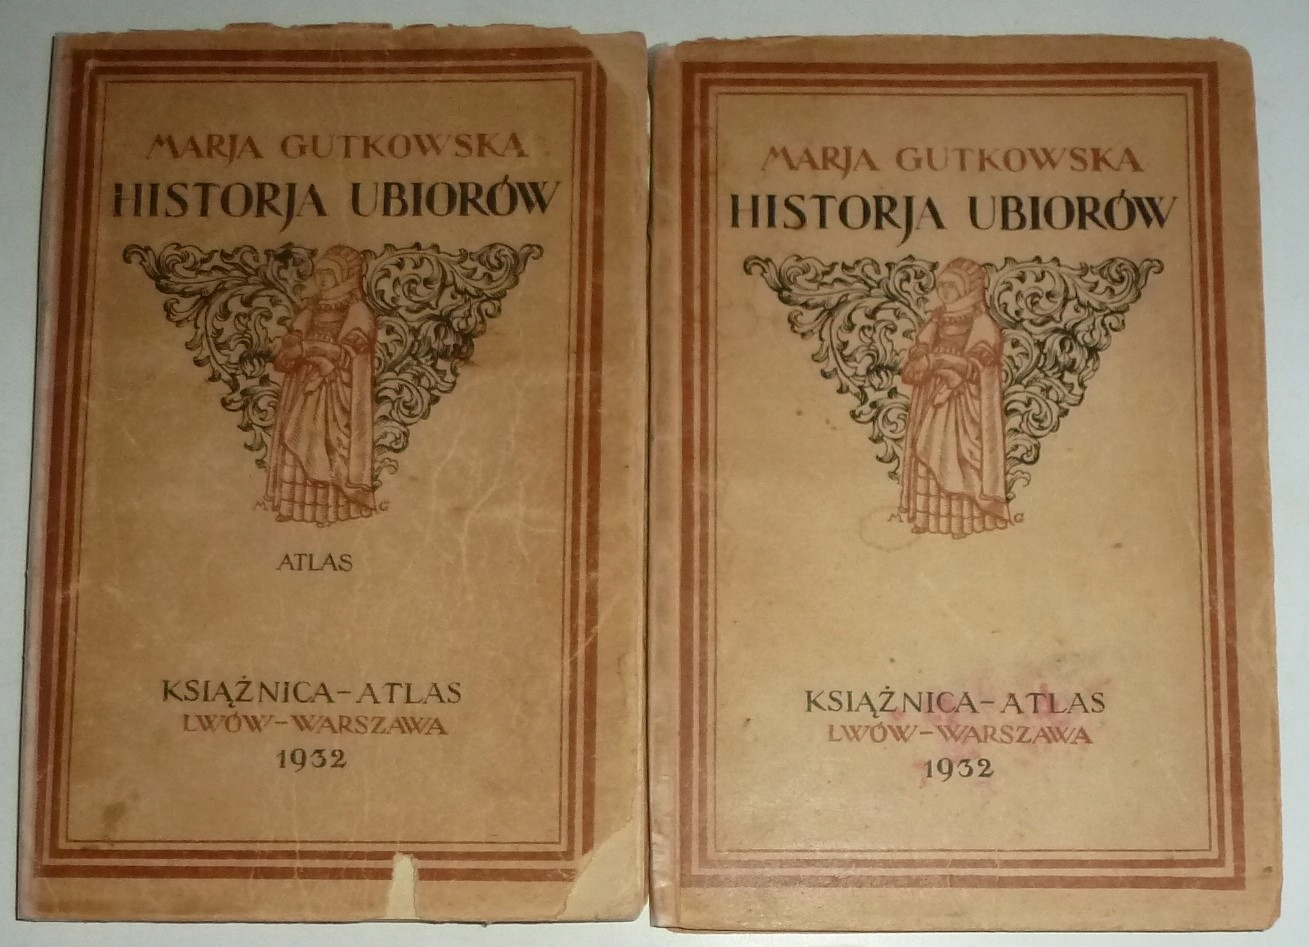 MARJA GUTKOWSKA
HISTORJA UBIORÓW
M G
ATLAS
KSIĄŻNICA-ATLAS
LWÓW-WARSZAWA
1932
MARJA GUTKOWSKA
HISTORJA UBIORÓW
M G
KSIĄŻNICA-ATLAS
LWÓW-WARSZAWA
1932